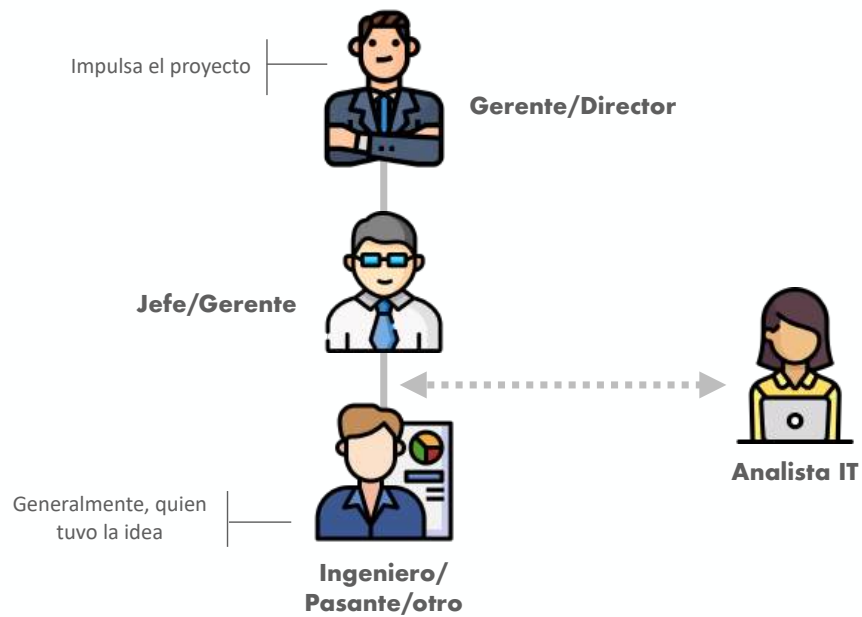 Impulsa el proyecto
Gerente/Director
Jefe/Gerente
Analista IT
Generalmente, quien
tuvo la idea
Ingeniero/
Pasante/otro